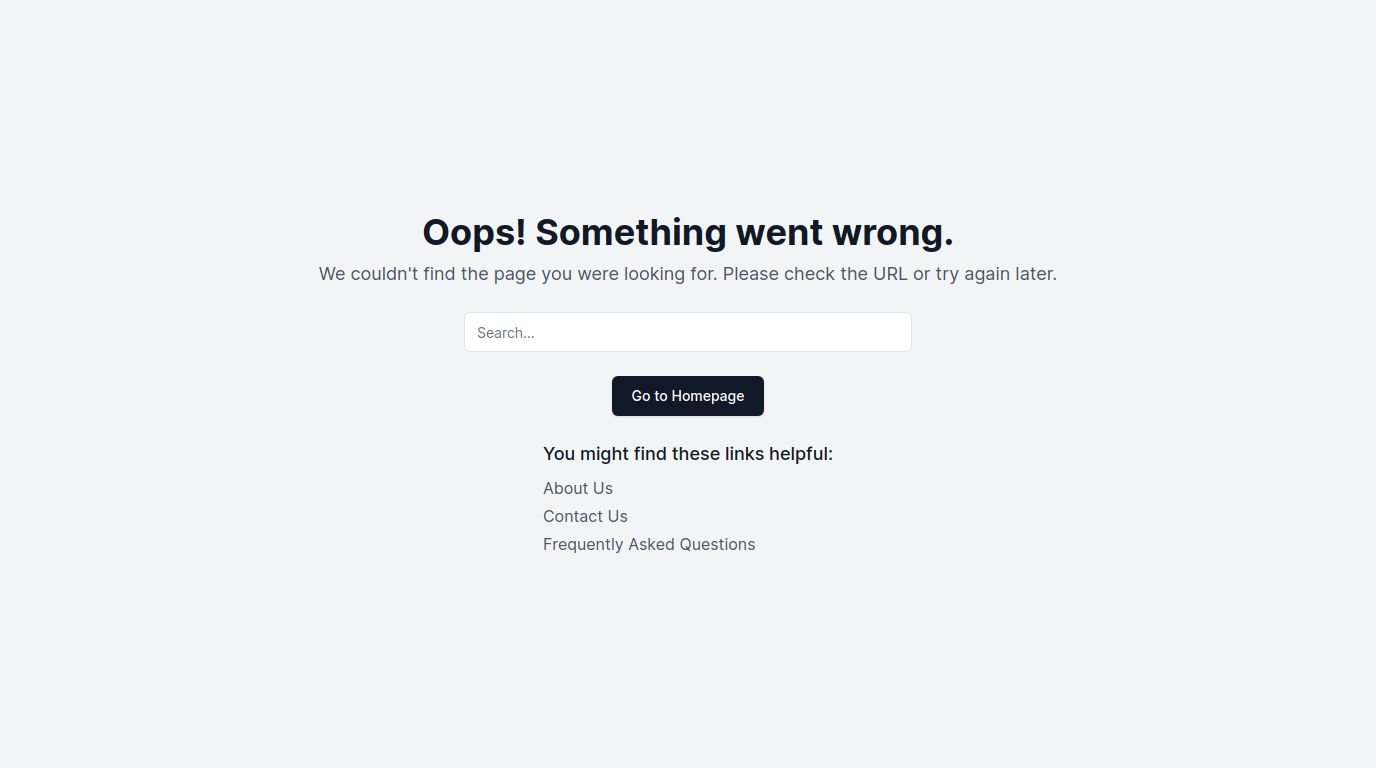 Oops! Something went wrong.
We couldn't find the page you were looking for. Please check the URL or try again later.
Search...
Go to Homepage
You might find these links helpful:
About Us
Contact Us
Frequently Asked Questions